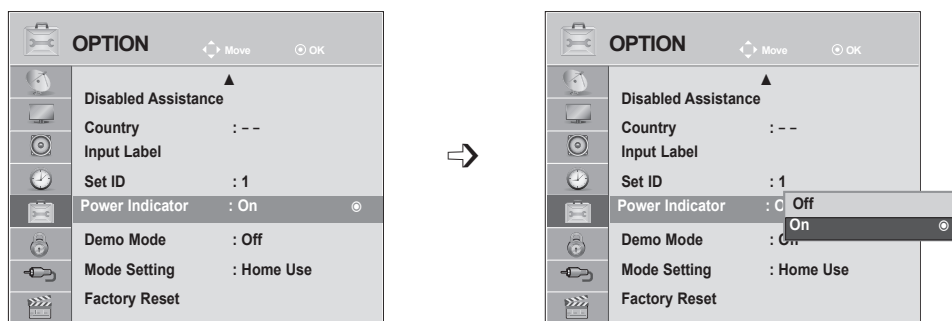 OPTION
Move
OK
Disabled Assistance
Country : – –
Input Label
Set ID : 1
Power Indicator : On
Demo Mode : Off
Mode Setting : Home Use
Factory Reset
OPTION
Move
OK
Disabled Assistance
Country : – –
Input Label
Set ID : 1
Power Indicator
Off
On
Demo Mode
Mode Setting : Home Use
Factory Reset